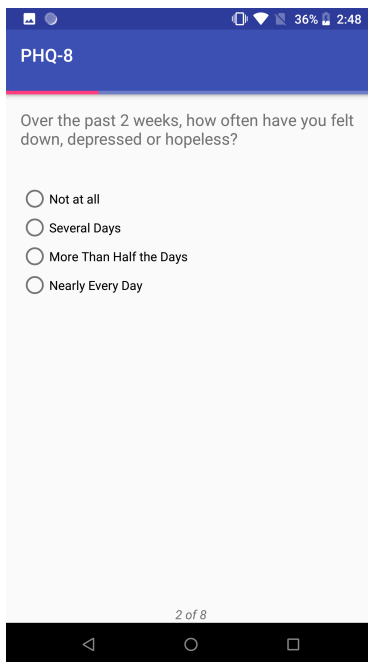 36% 2:48
PHQ-8
Over the past 2 weeks, how often have you felt
down, depressed or hopeless?
Not at all
Several Days
More Than Half the Days
Nearly Every Day
2 of 8